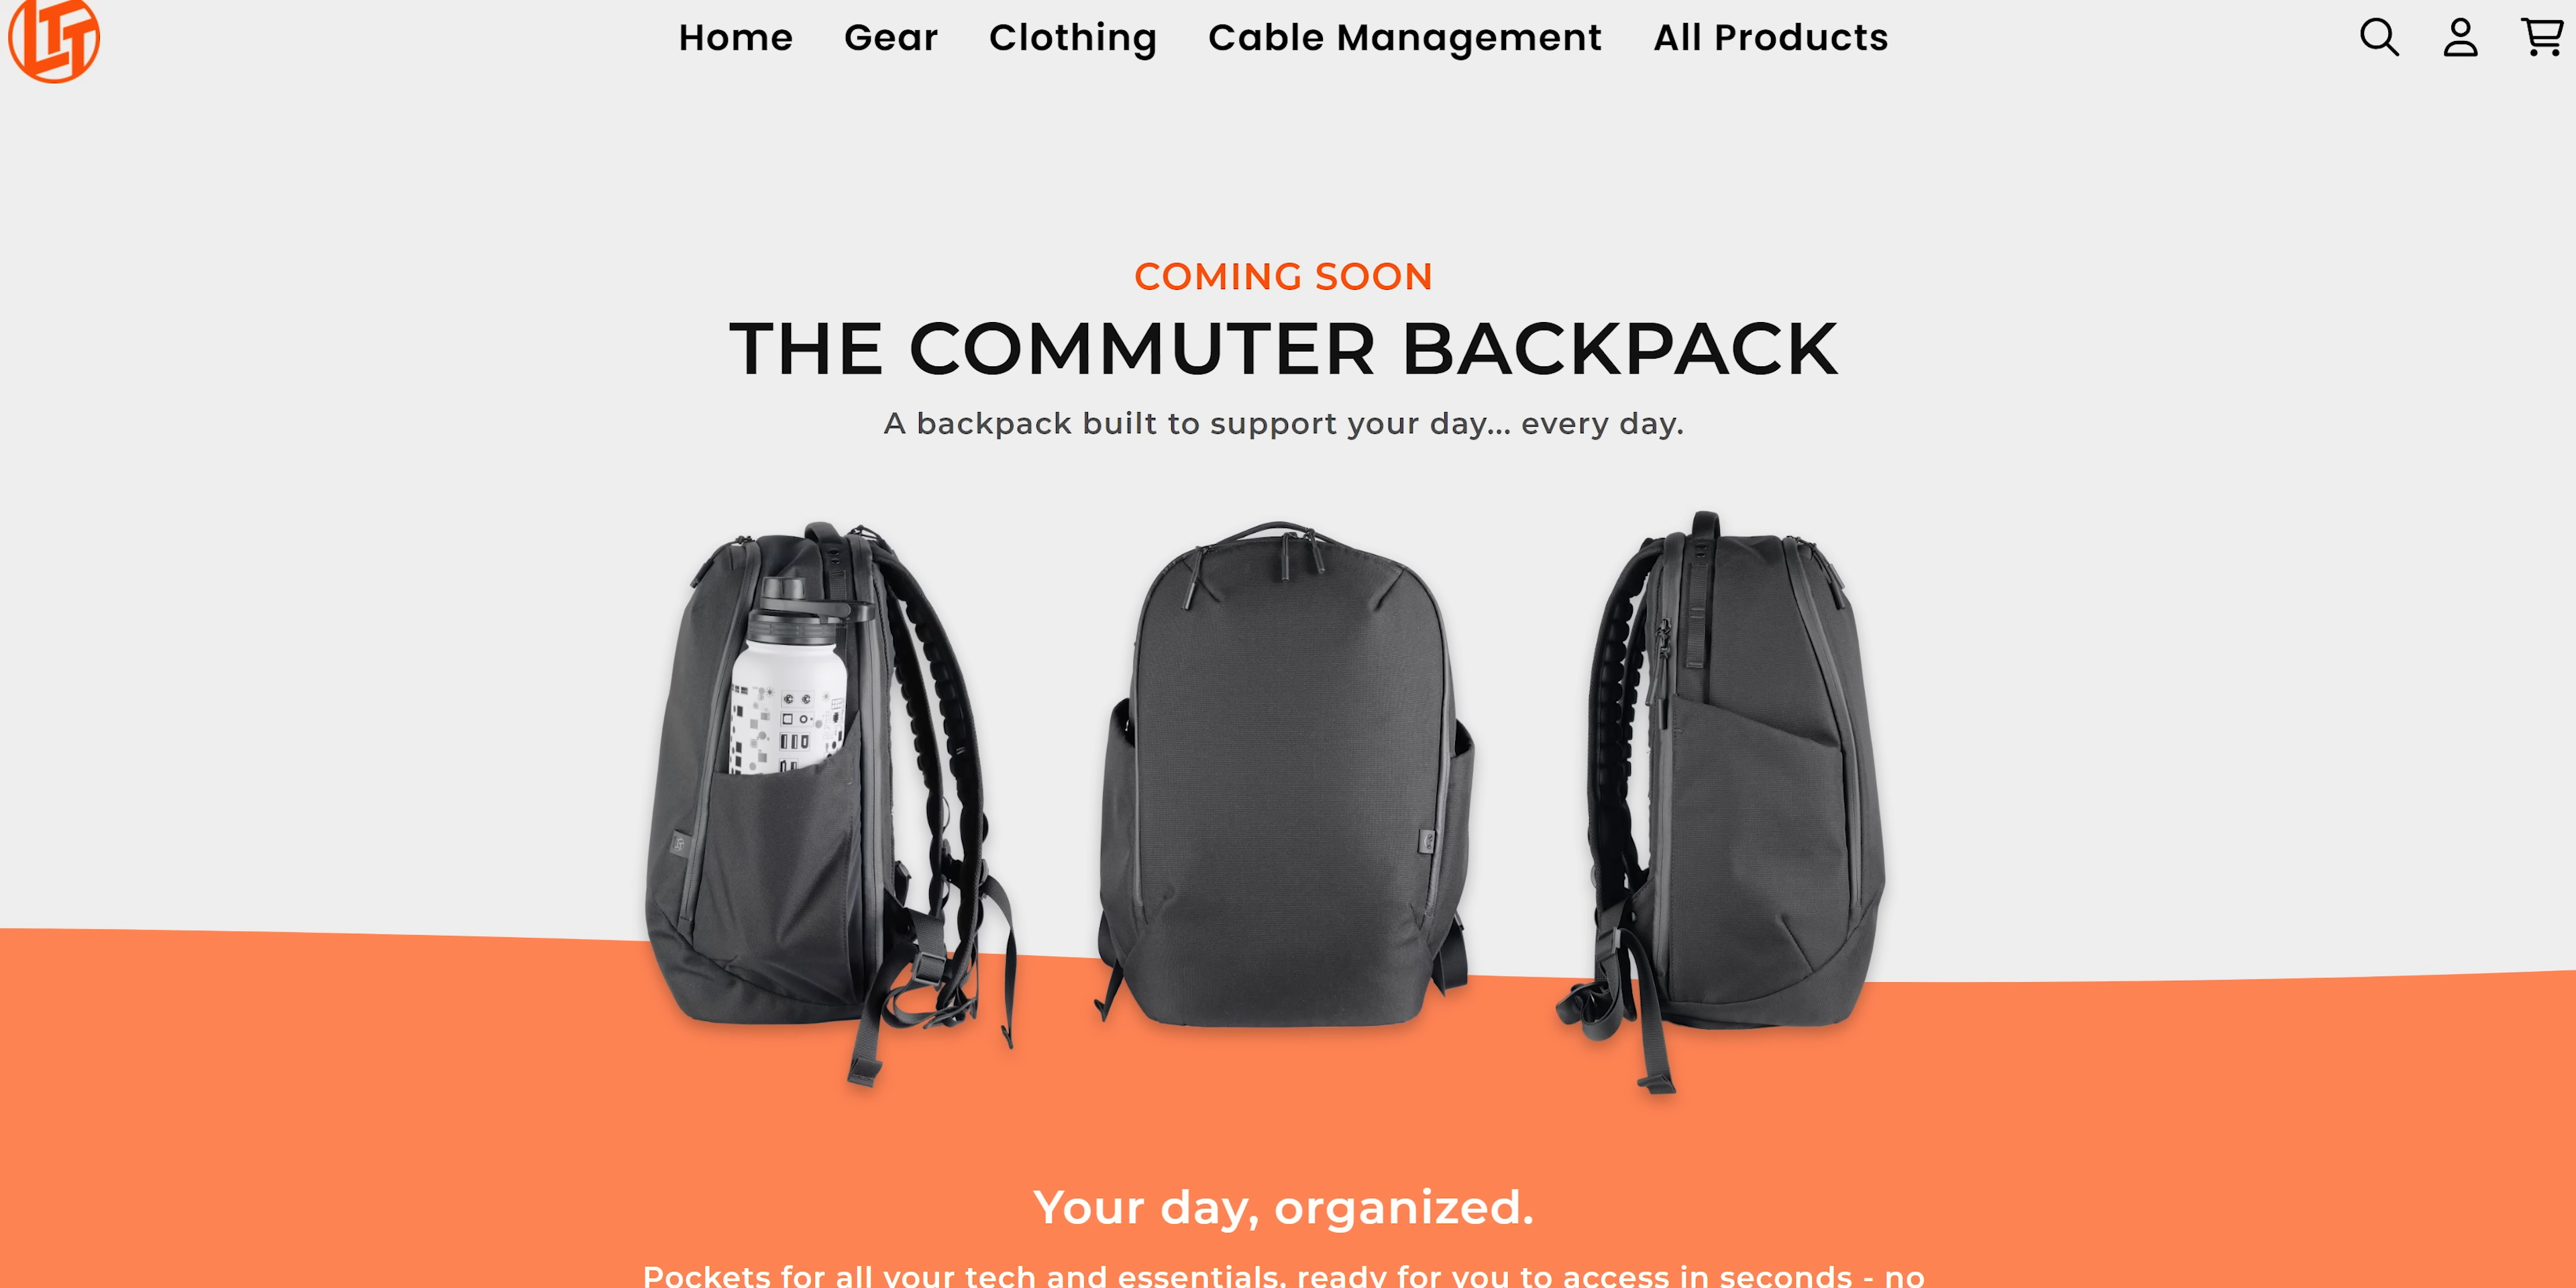 LTT
Home Gear Clothing Cable Management All Products
COMING SOON
THE COMMUTER BACKPACK
A backpack built to support your day... every day.
Your day, organized.
Pockets for all your tech and essentials, ready for you to access in seconds - no